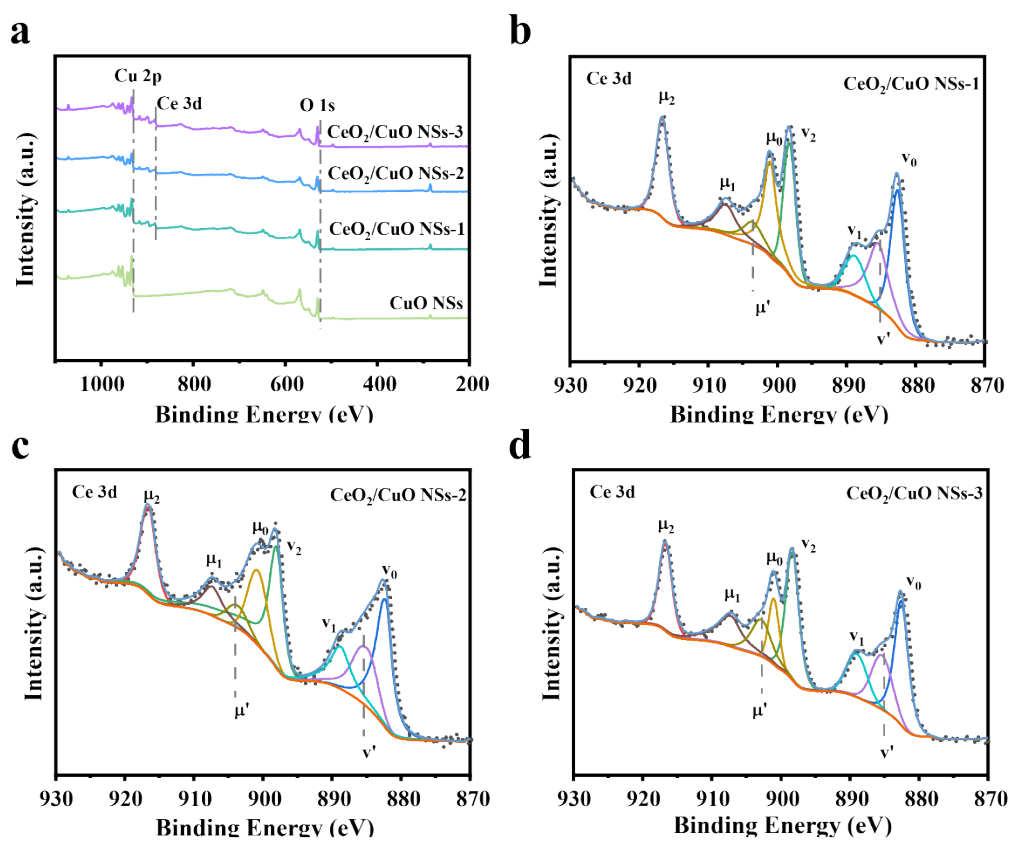 a
Cu 2p
Ce 3d
O 1s
CeO₂/CuO NSs-3
CeO₂/CuO NSs-2
CeO₂/CuO NSs-1
CuO NSs
Intensity (a.u.)
1000 800 600 400 200
Binding Energy (eV)
b
Ce 3d
CeO₂/CuO NSs-1
μ₂
μ₁
μ₀
v₂
v₁
v₀
μ'
v'
Intensity (a.u.)
930 920 910 900 890 880 870
Binding Energy (eV)
c
Ce 3d
CeO₂/CuO NSs-2
μ₂
μ₁
μ₀
v₂
v₁
v₀
μ'
v'
Intensity (a.u.)
930 920 910 900 890 880 870
Binding Energy (eV)
d
Ce 3d
CeO₂/CuO NSs-3
μ₂
μ₁
μ₀
v₂
v₁
v₀
μ'
v'
Intensity (a.u.)
930 920 910 900 890 880 870
Binding Energy (eV)